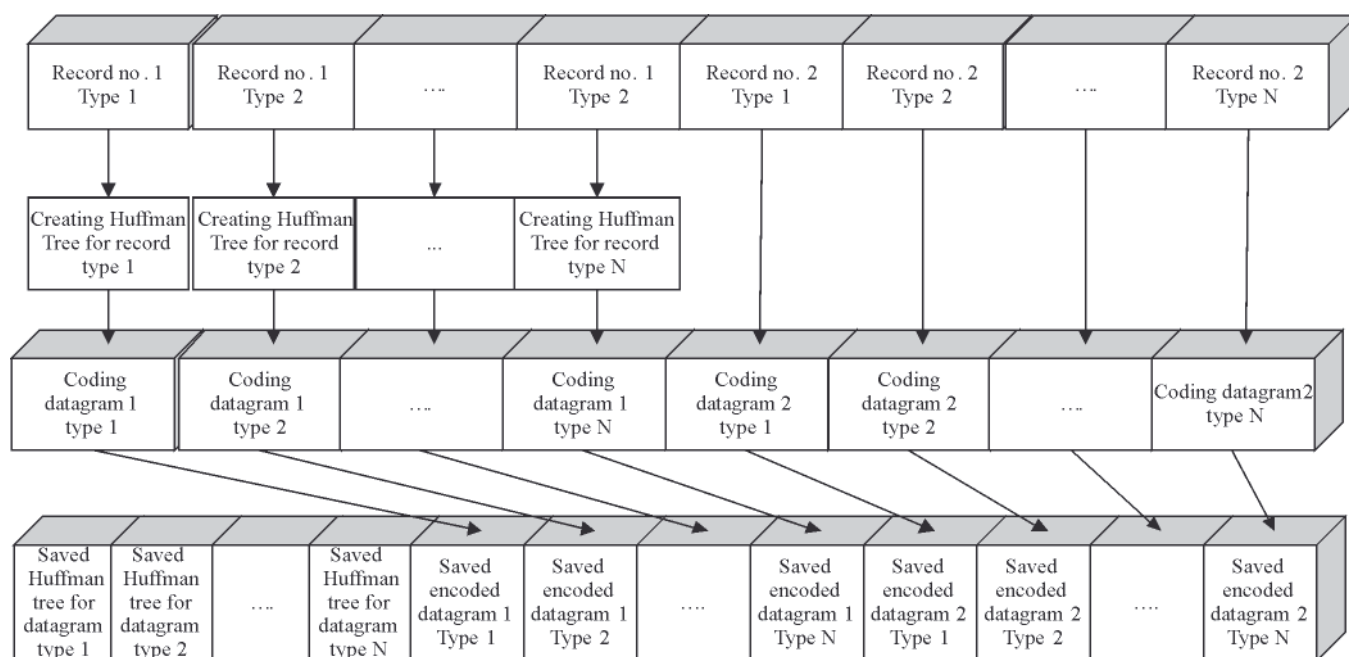 Record no. 1
Type 1
Record no. 1
Type 2
....
Record no. 1
Type 2
Record no. 2
Type 1
Record no. 2
Type 2
....
Record no. 2
Type N
Creating Huffman
Tree for record
type 1
Creating Huffman
Tree for record
type 2
...
Creating Huffman
Tree for record
type N
Coding
datagram 1
type 1
Coding
datagram 1
type 2
....
Coding
datagram 1
type N
Coding
datagram 2
type 1
Coding
datagram 2
type 2
....
Coding datagram2
type N
Saved
Huffman
tree for
datagram
type 1
Saved
Huffman
tree for
datagram
type 2
....
Saved
Huffman
tree for
datagram
type N
Saved
encoded
datagram 1
Type 1
Saved
encoded
datagram 1
Type 2
....
Saved
encoded
datagram 1
Type N
Saved
encoded
datagram 2
Type 1
Saved
encoded
datagram 2
Type 2
....
Saved
encoded
datagram 2
Type N